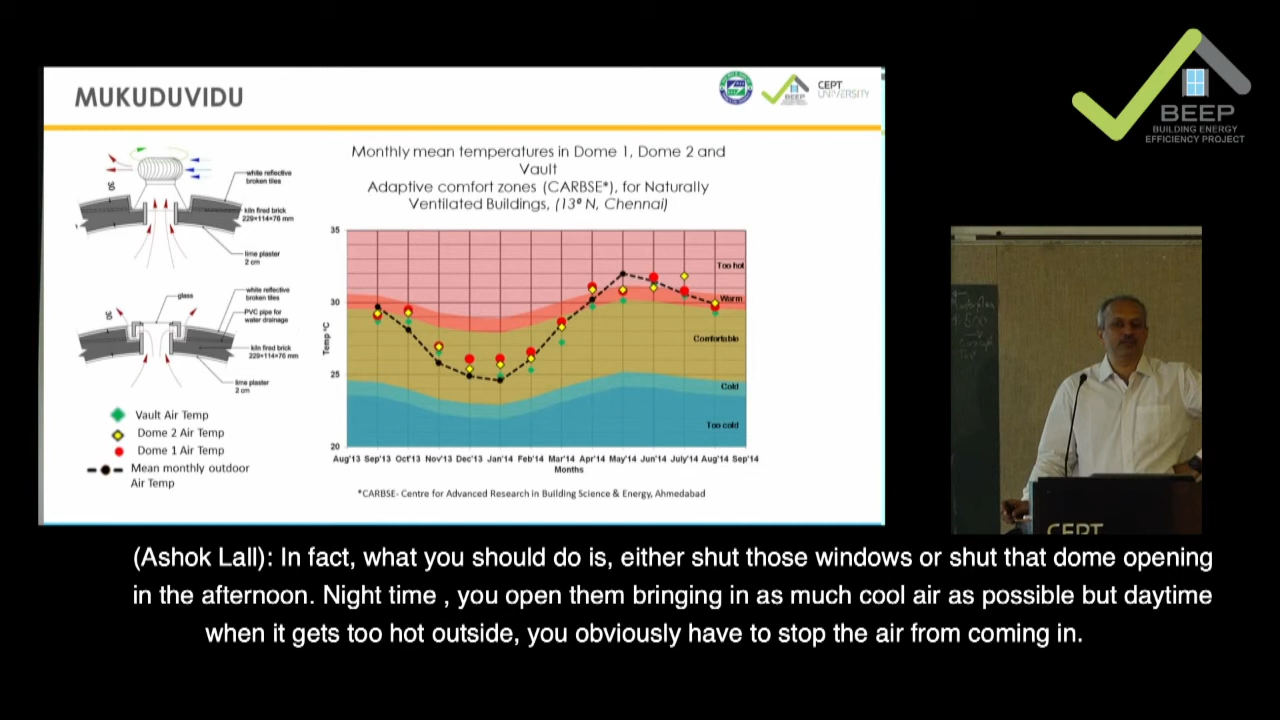 MUKUDUVIDU
BEEP
CEPT
UNIVERSITY
BEEP
BUILDING ENERGY
EFFICIENCY PROJECT
30
white reflective
broken tiles
kiln fired brick
229×114×76 mm
lime plaster
2 cm
glass
30
white reflective
broken tiles
PVC pipe for
water drainage
kiln fired brick
229×114×76 mm
lime plaster
2 cm
Vault Air Temp
Dome 2 Air Temp
Dome 1 Air Temp
Mean monthly outdoor
Air Temp
Monthly mean temperatures in Dome 1, Dome 2 and
Vault
Adaptive comfort zones (CARBSE*), for Naturally
Ventilated Buildings, (13º N, Chennai)
35
30
25
20
Temp ºC
Too hot
Warm
Comfortable
Cold
Too cold
Aug'13 Sep'13 Oct'13 Nov'13 Dec'13 Jan'14 Feb'14 Mar'14 Apr'14 May'14 Jun'14 July'14 Aug'14 Sep'14
Months
*CARBSE- Centre for Advanced Research in Building Science & Energy, Ahmedabad
CEPT
(Ashok Lall): In fact, what you should do is, either shut those windows or shut that dome opening
in the afternoon. Night time , you open them bringing in as much cool air as possible but daytime
when it gets too hot outside, you obviously have to stop the air from coming in.